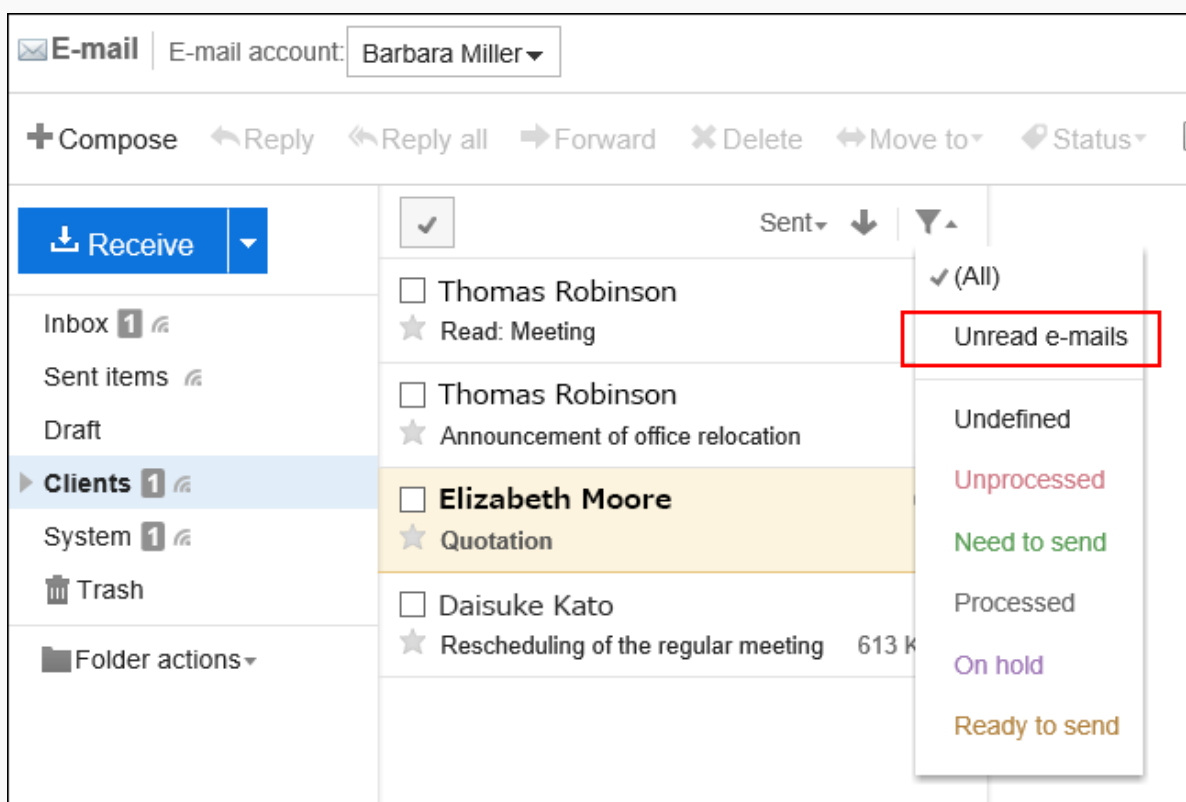 E-mail E-mail account: Barbara Miller
Compose Reply Reply all Forward Delete Move to Status
Receive
Sent
Inbox 1
Sent items
Draft
Clients 1
System 1
Trash
Folder actions
Thomas Robinson
Read: Meeting
Thomas Robinson
Announcement of office relocation
Elizabeth Moore
Quotation
Daisuke Kato
Rescheduling of the regular meeting 613 K
(All)
Unread e-mails
Undefined
Unprocessed
Need to send
Processed
On hold
Ready to send